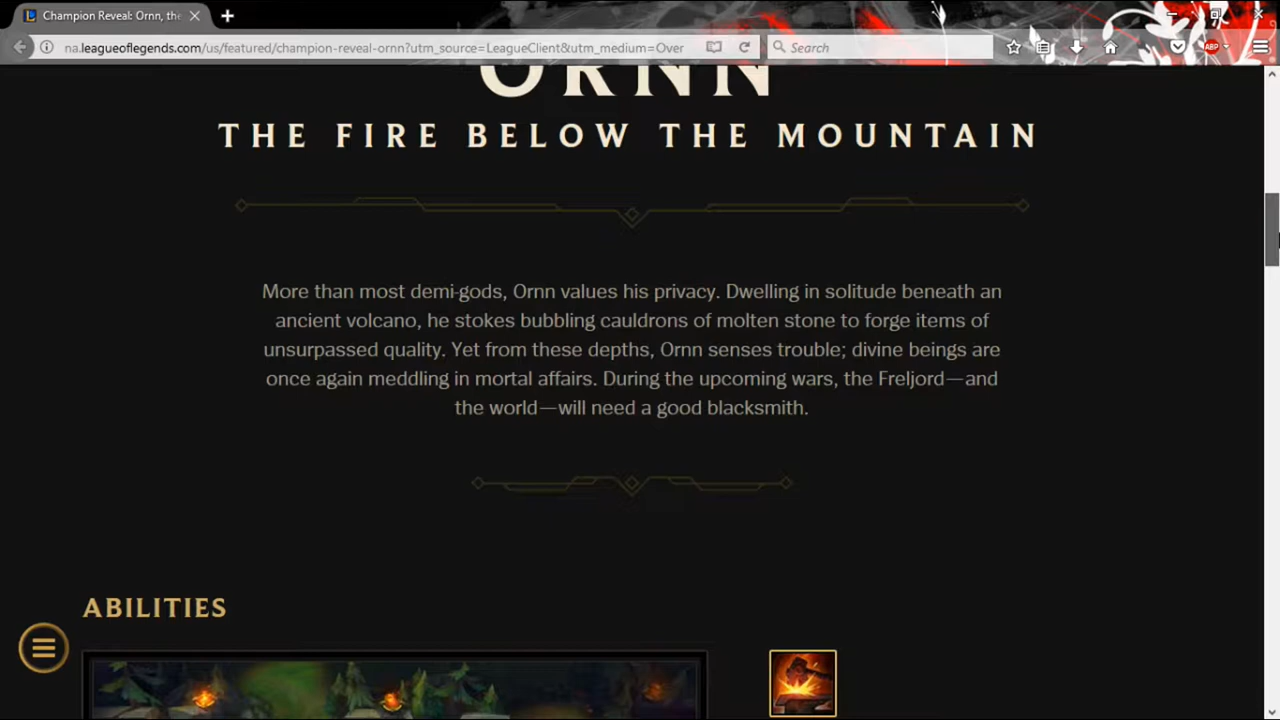 Champion Reveal: Ornn, the
na.leagueoflegends.com/us/featured/champion-reveal-ornn?utm_source=LeagueClient&utm_medium=Over
Search
ABP
ORNN
THE FIRE BELOW THE MOUNTAIN
More than most demi-gods, Ornn values his privacy. Dwelling in solitude beneath an
ancient volcano, he stokes bubbling cauldrons of molten stone to forge items of
unsurpassed quality. Yet from these depths, Ornn senses trouble; divine beings are
once again meddling in mortal affairs. During the upcoming wars, the Freljord—and
the world—will need a good blacksmith.
ABILITIES